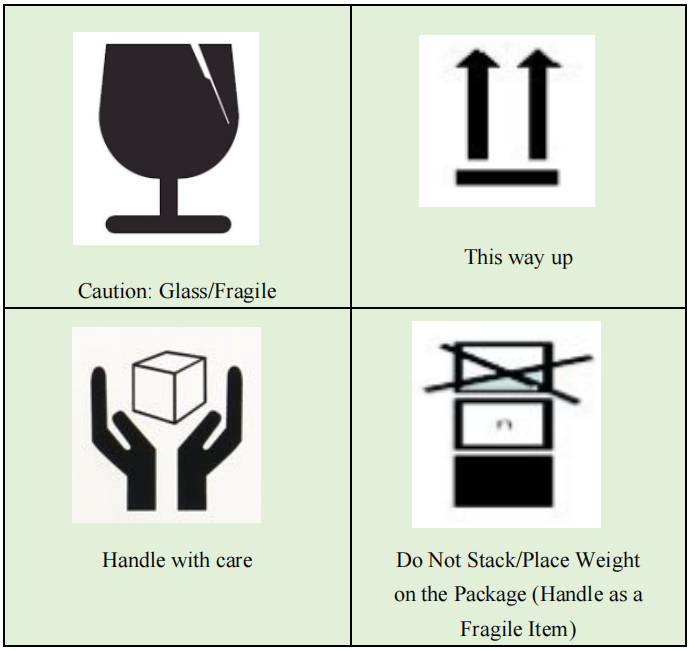 Caution: Glass/Fragile
This way up
Handle with care
Do Not Stack/Place Weight
on the Package (Handle as a
Fragile Item)